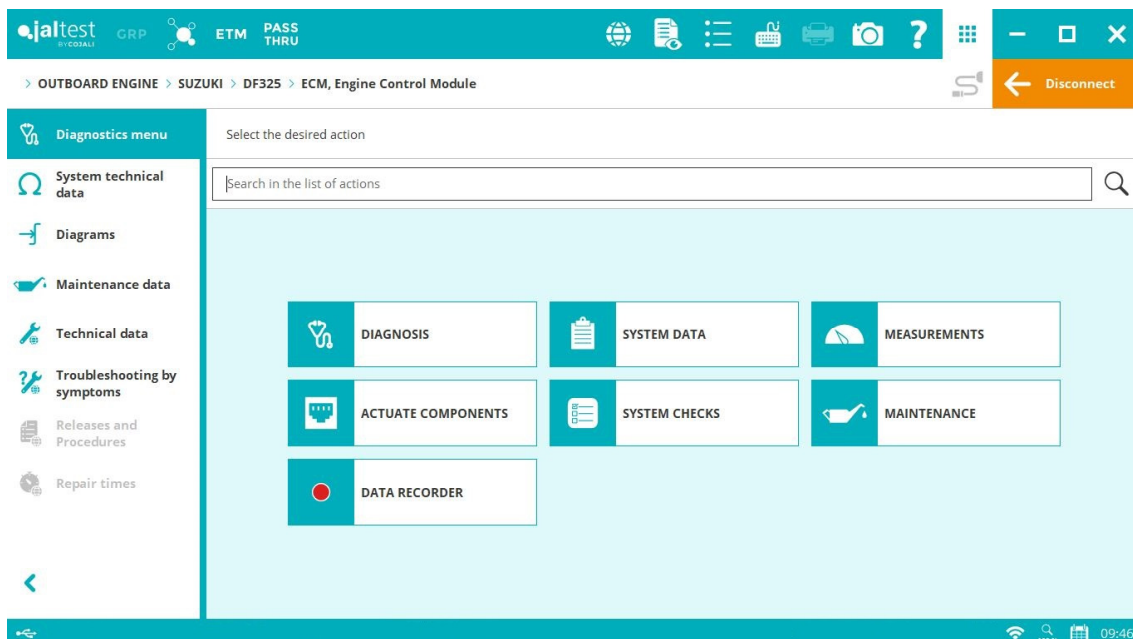 jaltest
BY COJALI
GRP
ETM
PASS
THRU
?
> OUTBOARD ENGINE > SUZUKI > DF325 > ECM, Engine Control Module
Disconnect
Diagnostics menu
Select the desired action
System technical
data
Search in the list of actions
Diagrams
Maintenance data
Technical data
Troubleshooting by
symptoms
Releases and
Procedures
Repair times
DIAGNOSIS
SYSTEM DATA
MEASUREMENTS
ACTUATE COMPONENTS
SYSTEM CHECKS
MAINTENANCE
DATA RECORDER
09:46